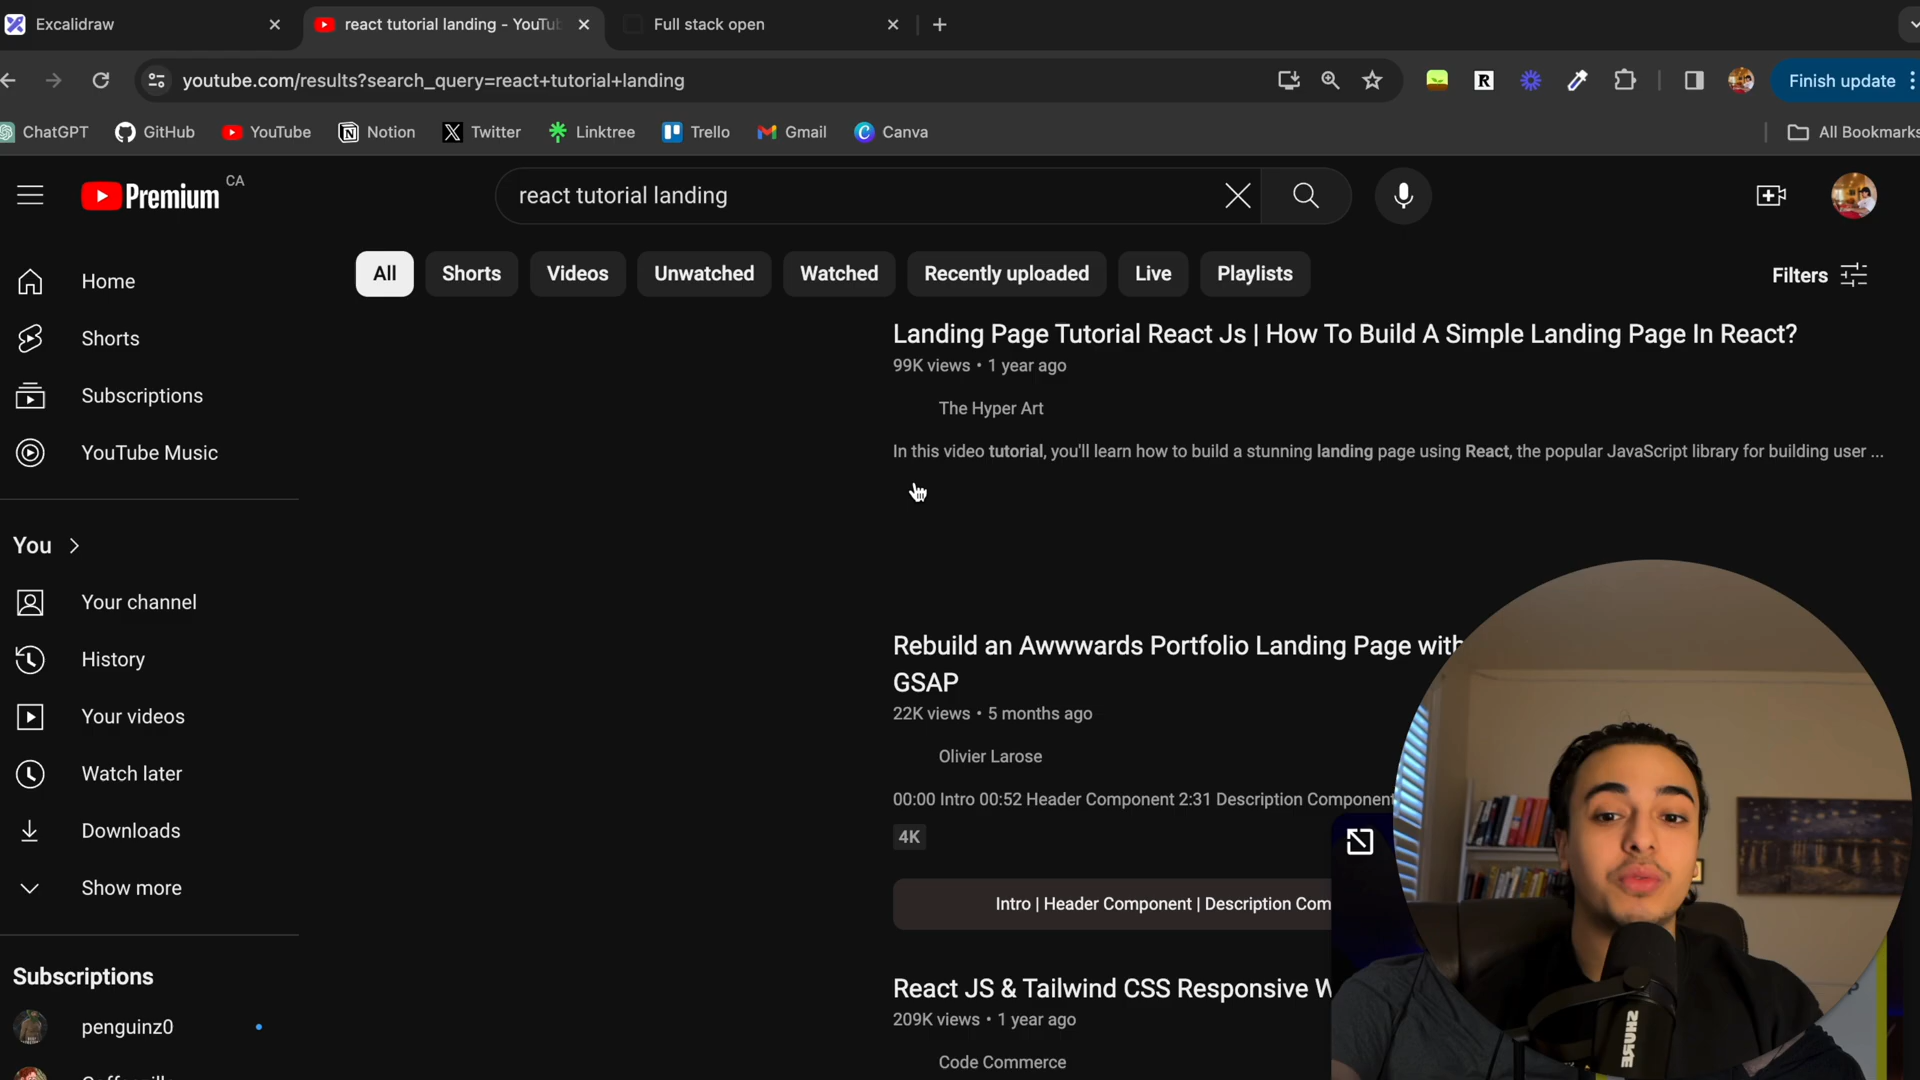 Excalidraw
react tutorial landing - YouTub
Full stack open
youtube.com/results?search_query=react+tutorial+landing
Finish update
ChatGPT
GitHub
YouTube
Notion
Twitter
Linktree
Trello
Gmail
Canva
All Bookmarks
Premium
CA
react tutorial landing
All
Shorts
Videos
Unwatched
Watched
Recently uploaded
Live
Playlists
Filters
Home
Shorts
Subscriptions
YouTube Music
You
Your channel
History
Your videos
Watch later
Downloads
Show more
Subscriptions
penguinz0
Landing Page Tutorial React Js | How To Build A Simple Landing Page In React?
99K views • 1 year ago
The Hyper Art
In this video tutorial, you'll learn how to build a stunning landing page using React, the popular JavaScript library for building user ...
Rebuild an Awwwards Portfolio Landing Page with
GSAP
22K views • 5 months ago
Olivier Larose
00:00 Intro 00:52 Header Component 2:31 Description Component
4K
Intro | Header Component | Description Com
React JS & Tailwind CSS Responsive W
209K views • 1 year ago
Code Commerce
SHURE